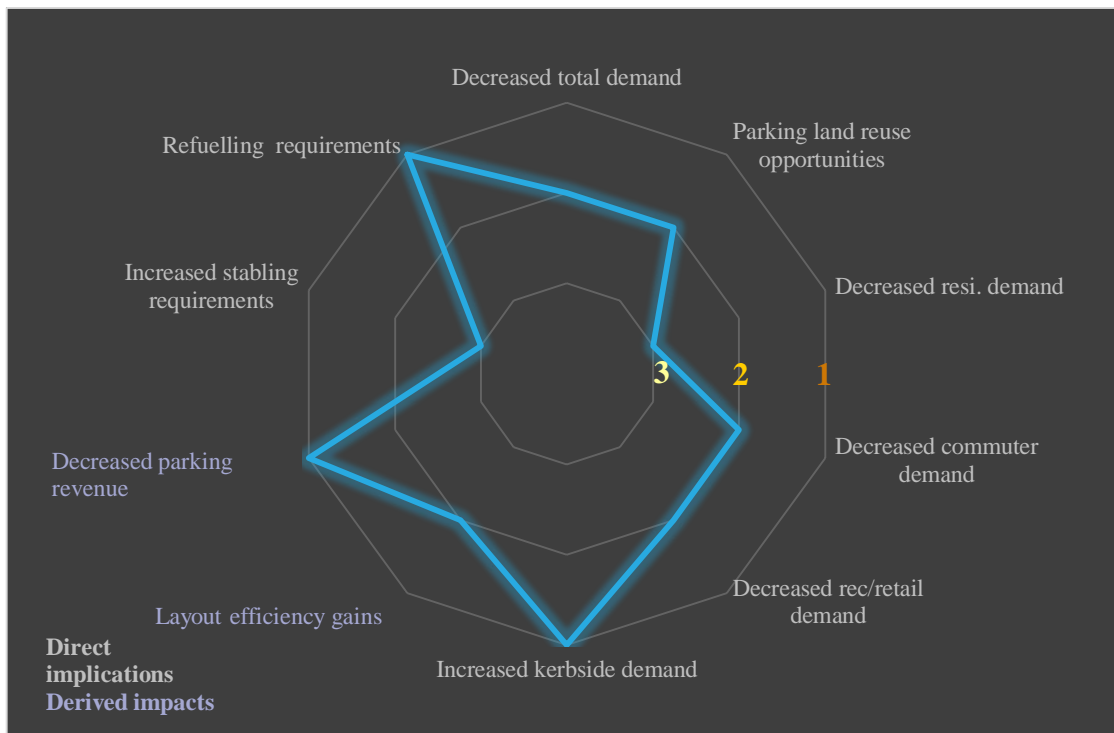 Decreased total demand
Parking land reuse
opportunities
Refuelling requirements
Increased stabling
requirements
Decreased resi. demand
3
2
1
Decreased commuter
demand
Decreased parking
revenue
Decreased rec/retail
demand
Layout efficiency gains
Increased kerbside demand
Direct
implications
Derived impacts